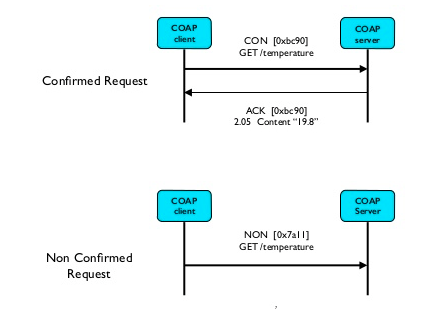 COAP
client
COAP
server
CON [0xbc90]
GET /temperature
Confirmed Request
ACK [0xbc90]
2.05 Content "19.8"
COAP
client
COAP
Server
NON [0x7a11]
GET /temperature
Non Confirmed
Request